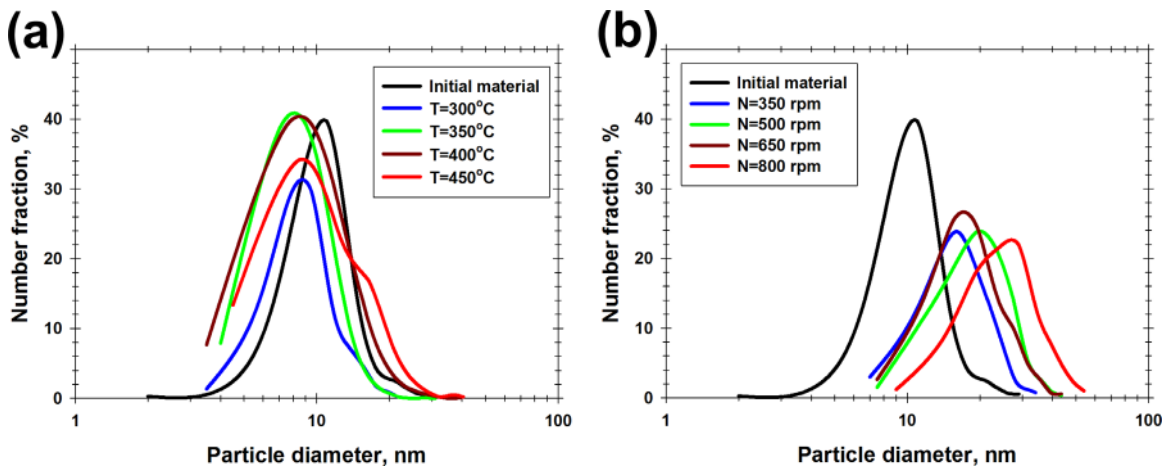 (a)
Number fraction, %
40
30
20
10
0
1
10
100
Particle diameter, nm
Initial material
T=300°C
T=350°C
T=400°C
T=450°C
(b)
Number fraction, %
40
30
20
10
0
1
10
100
Particle diameter, nm
Initial material
N=350 rpm
N=500 rpm
N=650 rpm
N=800 rpm